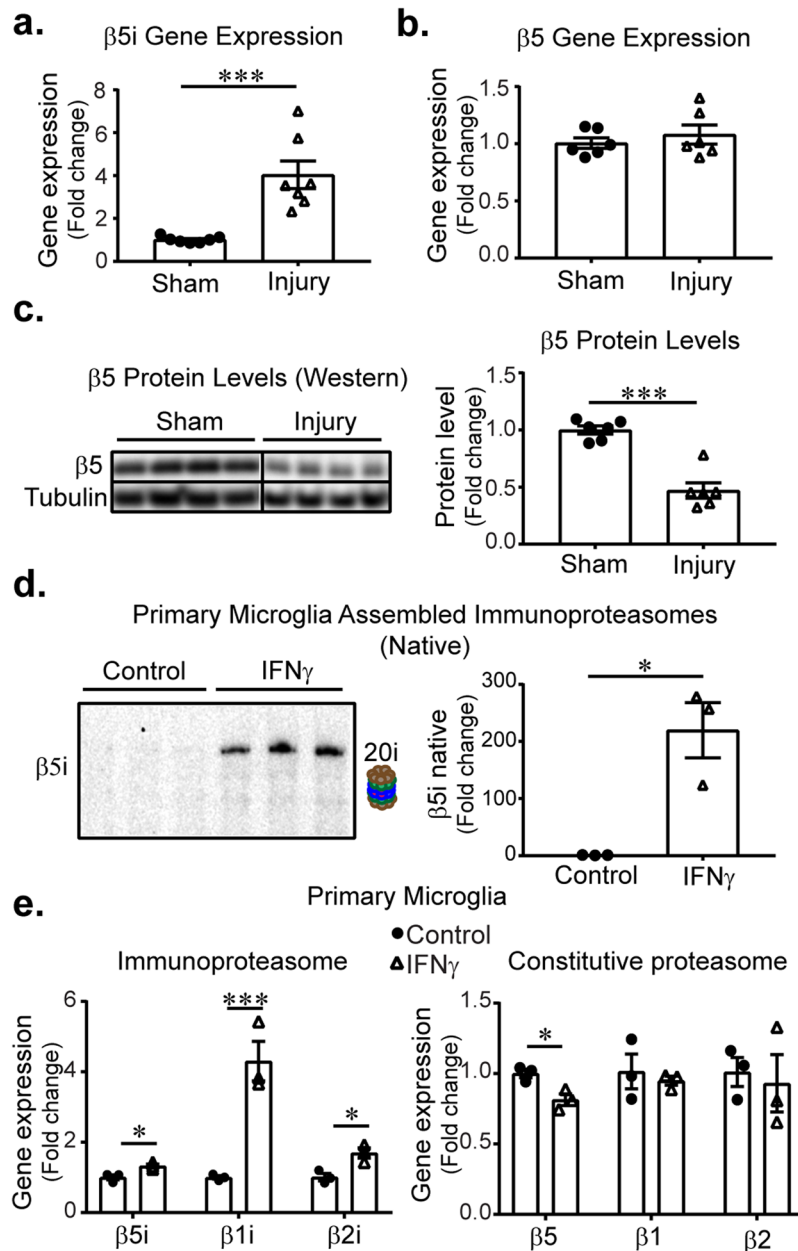 a.
β5i Gene Expression
***
Gene expression
(Fold change)
8
6
4
2
0
Sham Injury
b.
β5 Gene Expression
Gene expression
(Fold change)
1.5
1.0
0.5
0.0
Sham Injury
c.
β5 Protein Levels (Western)
Sham Injury
β5
Tubulin
β5 Protein Levels
***
Protein level
(Fold change)
1.5
1.0
0.5
0.0
Sham Injury
d.
Primary Microglia Assembled Immunoproteasomes
(Native)
Control IFNγ
β5i
20i
*
β5i native
(Fold change)
300
200
100
0
Control IFNγ
e.
Primary Microglia
Control
IFNγ
Immunoproteasome
Gene expression
(Fold change)
6
4
2
0
* *** *
β5i β1i β2i
Constitutive proteasome
Gene expression
(Fold change)
1.5
1.0
0.5
0.0
*
β5 β1 β2